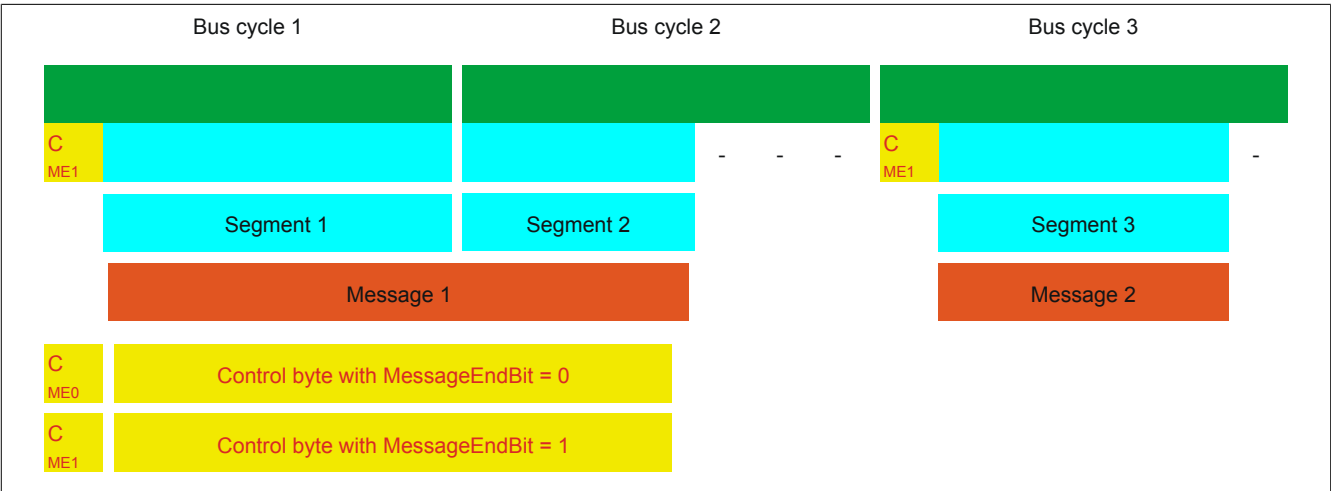 Bus cycle 1 Bus cycle 2 Bus cycle 3
C C
ME1 - - - ME1 -
Segment 1 Segment 2 Segment 3
Message 1 Message 2
C
ME0 Control byte with MessageEndBit = 0
C
ME1 Control byte with MessageEndBit = 1